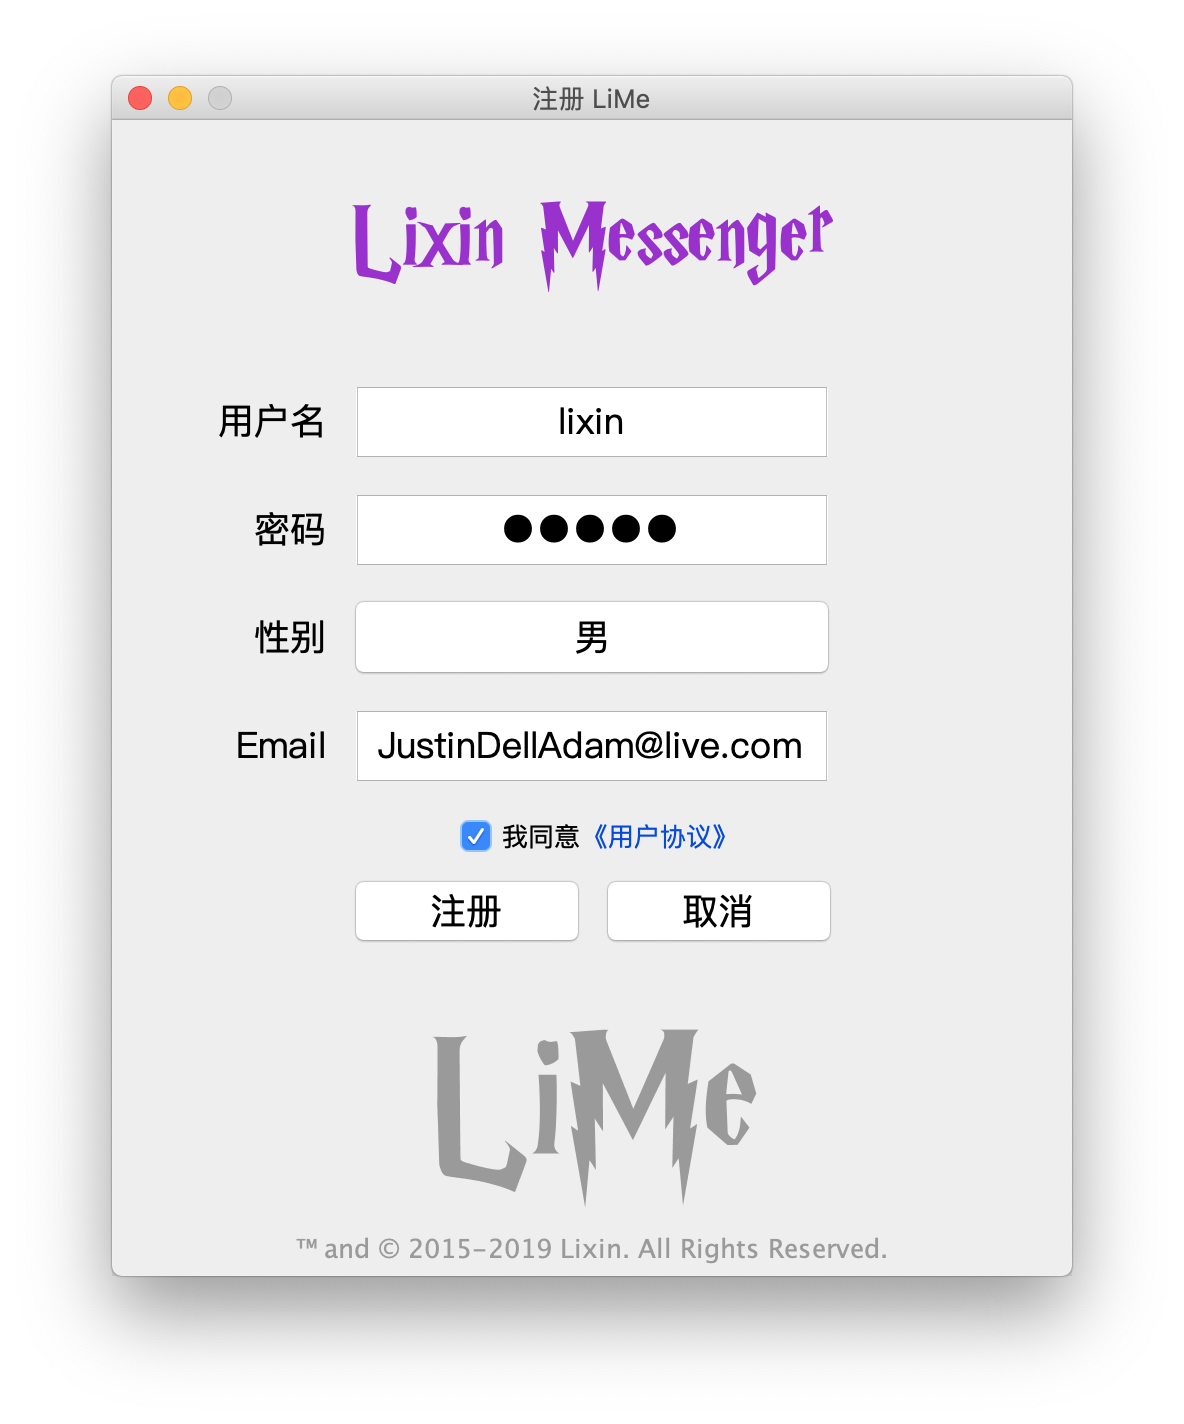 注册 LiMe
Lixin Messenger
用户名 lixin
密码 ●●●●●
性别 男
Email JustinDellAdam@live.com
我同意《用户协议》
注册 取消
LiMe
™ and © 2015-2019 Lixin. All Rights Reserved.